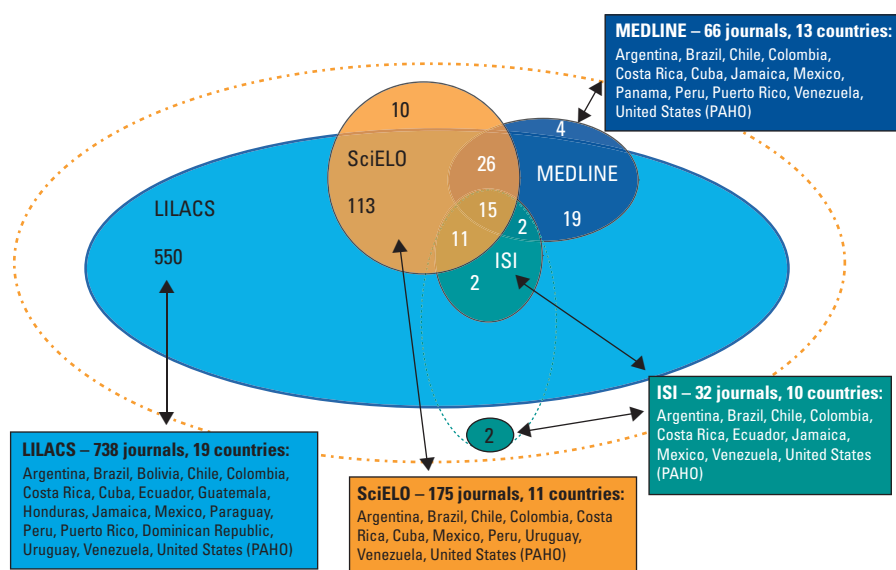 MEDLINE – 66 journals, 13 countries:
Argentina, Brazil, Chile, Colombia,
Costa Rica, Cuba, Jamaica, Mexico,
Panama, Peru, Puerto Rico, Venezuela,
United States (PAHO)
10
4
SciELO
26
MEDLINE
LILACS
113
15
19
2
11
550
ISI
2
2
ISI – 32 journals, 10 countries:
Argentina, Brazil, Chile, Colombia,
Costa Rica, Ecuador, Jamaica,
Mexico, Venezuela, United States
(PAHO)
LILACS – 738 journals, 19 countries:
Argentina, Brazil, Bolivia, Chile, Colombia,
Costa Rica, Cuba, Ecuador, Guatemala,
Honduras, Jamaica, Mexico, Paraguay,
Peru, Puerto Rico, Dominican Republic,
Uruguay, Venezuela, United States (PAHO)
SciELO – 175 journals, 11 countries:
Argentina, Brazil, Chile, Colombia, Costa
Rica, Cuba, Mexico, Peru, Uruguay,
Venezuela, United States (PAHO)